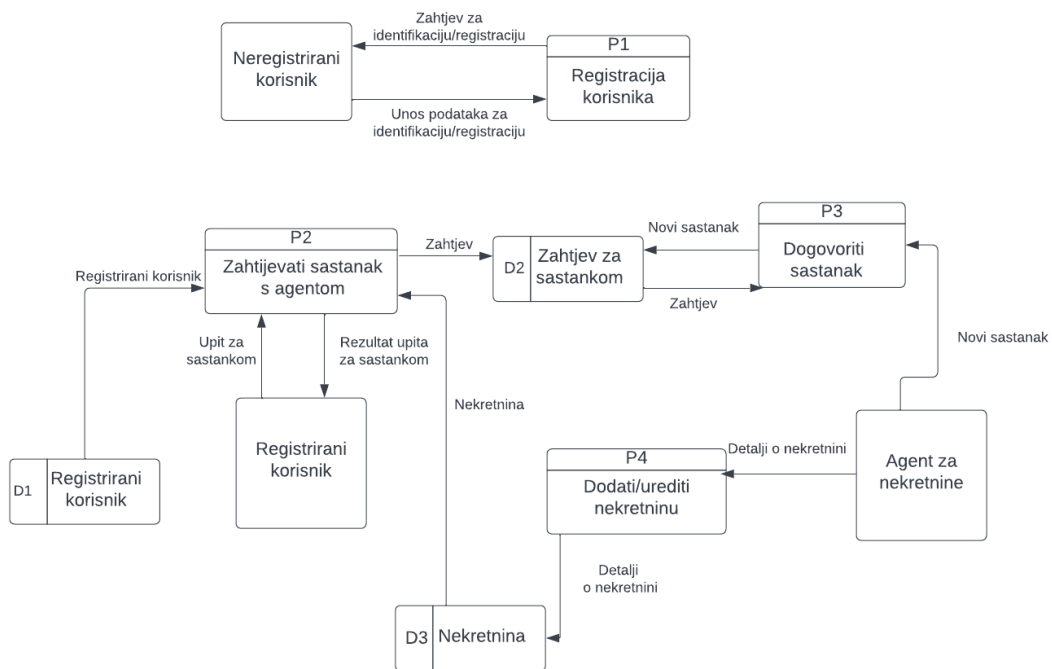 Zahtjev za
identifikaciju/registraciju
Neregistrirani
korisnik
P1
Registracija
korisnika
Unos podataka za
identifikaciju/registraciju
P2
Zahtijevati sastanak
s agentom
Zahtjev
D2
Zahtjev za
sastankom
Novi sastanak
Zahtjev
P3
Dogovoriti
sastanak
Registrirani korisnik
Upit za
sastankom
Rezultat upita
za sastankom
Novi sastanak
Nekretnina
D1
Registrirani
korisnik
Registrirani
korisnik
P4
Dodati/urediti
nekretninu
Detalji o nekretnini
Agent za
nekretnine
Detalji
o nekretnini
D3
Nekretnina